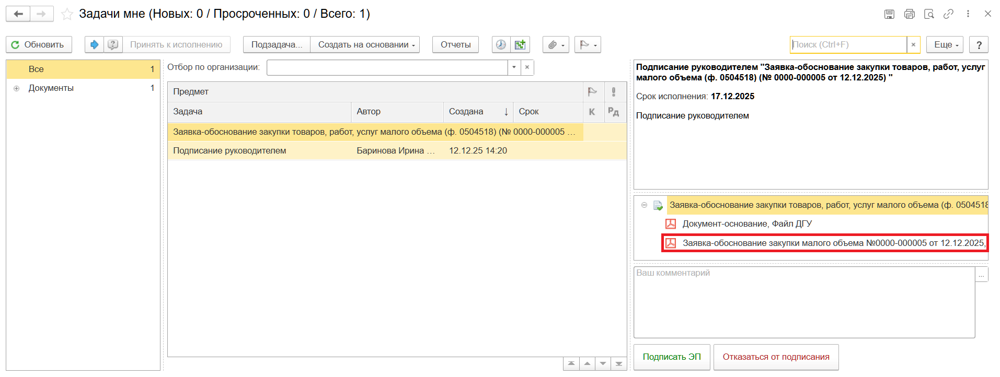 Задачи мне (Новых: 0 / Просроченных: 0 / Всего: 1)
Обновить
Принять к исполнению
Подзадача...
Создать на основании
Отчеты
Поиск (Ctrl+F)
×
Еще
?
Все 1
Документы 1
Отбор по организации:
×
Предмет
Задача Автор Создана ↓ Срок К Рд
Заявка-обоснование закупки товаров, работ, услуг малого объема (ф. 0504518) (№ 0000-000005 ...
Подписание руководителем Баринова Ирина ... 12.12.25 14:20
Подписание руководителем "Заявка-обоснование закупки товаров, работ, услуг
малого объема (ф. 0504518) (№ 0000-000005 от 12.12.2025) "
Срок исполнения: 17.12.2025
Подписание руководителем
Заявка-обоснование закупки товаров, работ, услуг малого объема (ф. 0504518
Документ-основание, Файл ДГУ
Заявка-обоснование закупки малого объема №0000-000005 от 12.12.2025,
Ваш комментарий
...
Подписать ЭП
Отказаться от подписания